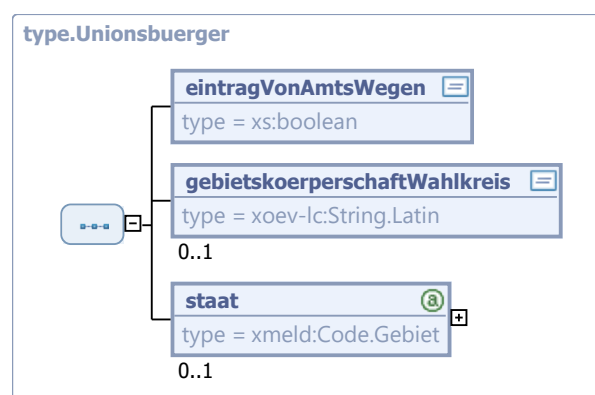 type.Unionsbuerger
eintragVonAmtsWegen
type = xs:boolean
gebietskoerperschaftWahlkreis
type = xoev-lc:String.Latin
0..1
staat
type = xmeld:Code.Gebiet
0..1